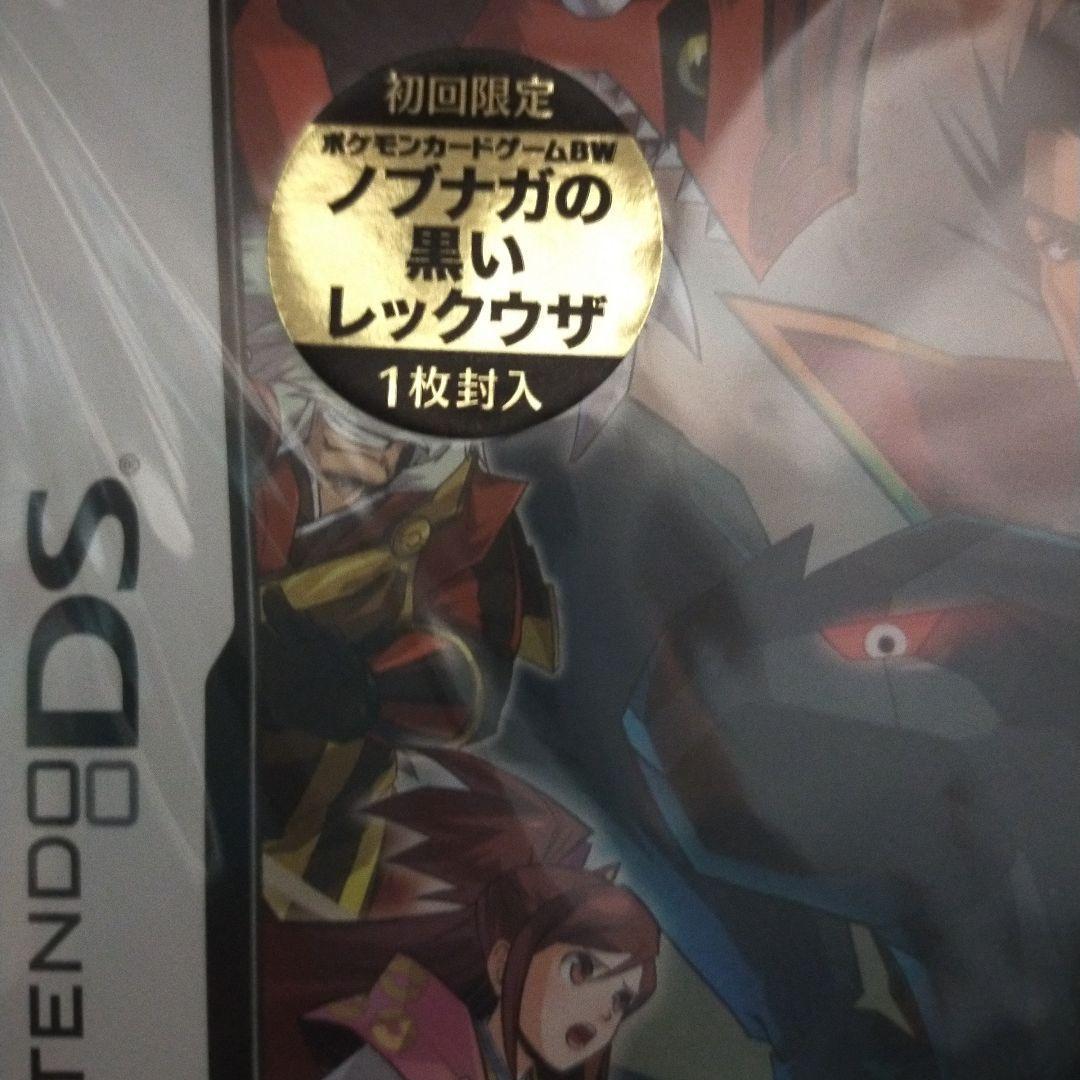 初回限定
ポケモンカードゲームBW
ノブナガの
黒い
レックウザ
1枚封入
TENDO DS®